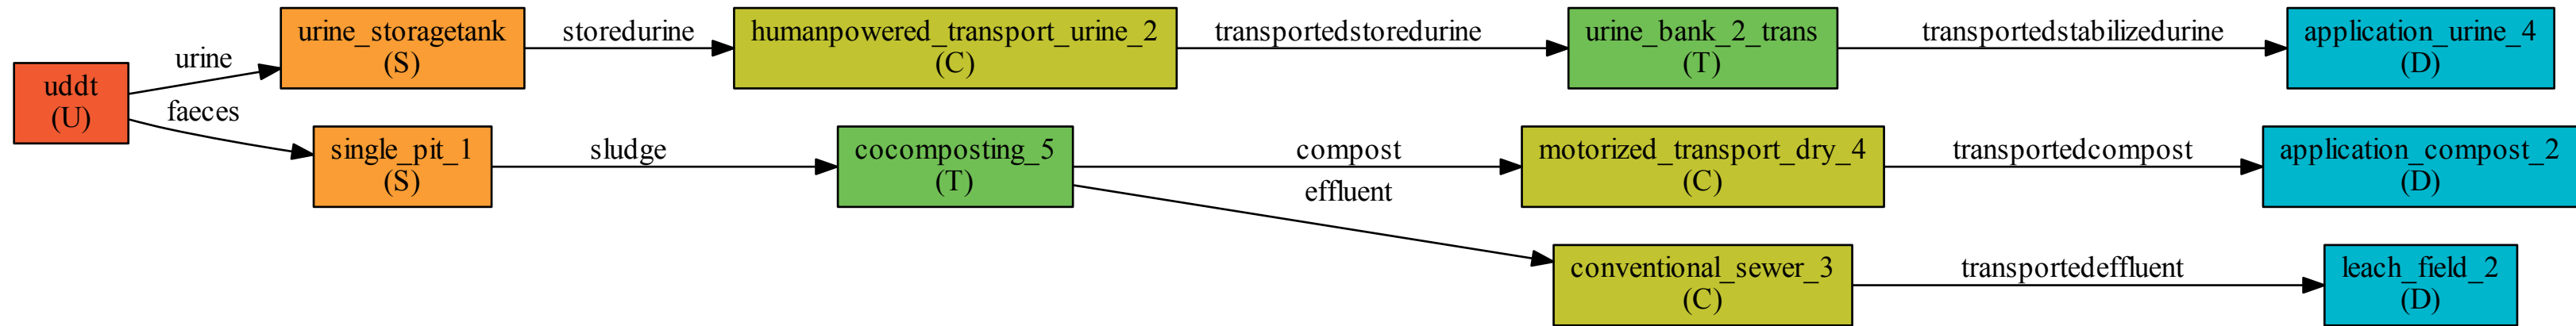 uddt
(U)
urine
faeces
urine_storagetank
(S)
storedurine
humanpowered_transport_urine_2
(C)
transportedstoredurine
urine_bank_2_trans
(T)
transportedstabilizedurine
application_urine_4
(D)
single_pit_1
(S)
sludge
cocomposting_5
(T)
compost
effluent
motorized_transport_dry_4
(C)
transportedcompost
application_compost_2
(D)
conventional_sewer_3
(C)
transportedeffluent
leach_field_2
(D)